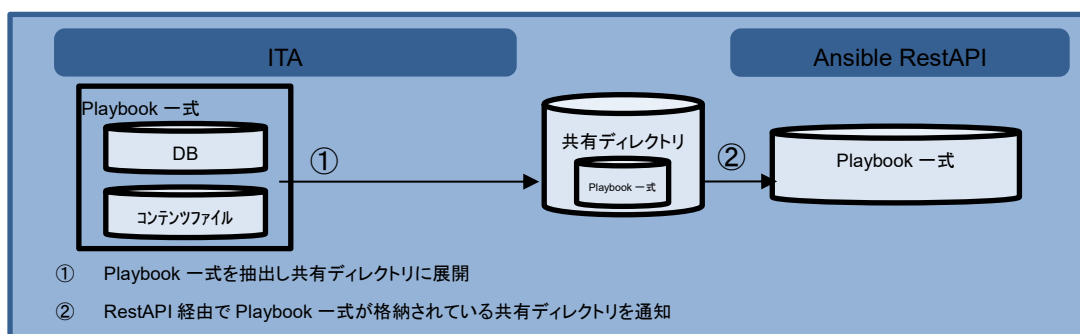 ITA
Ansible RestAPI
Playbook 一式
DB
コンテンツファイル
①
共有ディレクトリ
Playbook 一式
②
Playbook 一式
① Playbook 一式を抽出し共有ディレクトリに展開
② RestAPI 経由で Playbook 一式が格納されている共有ディレクトリを通知